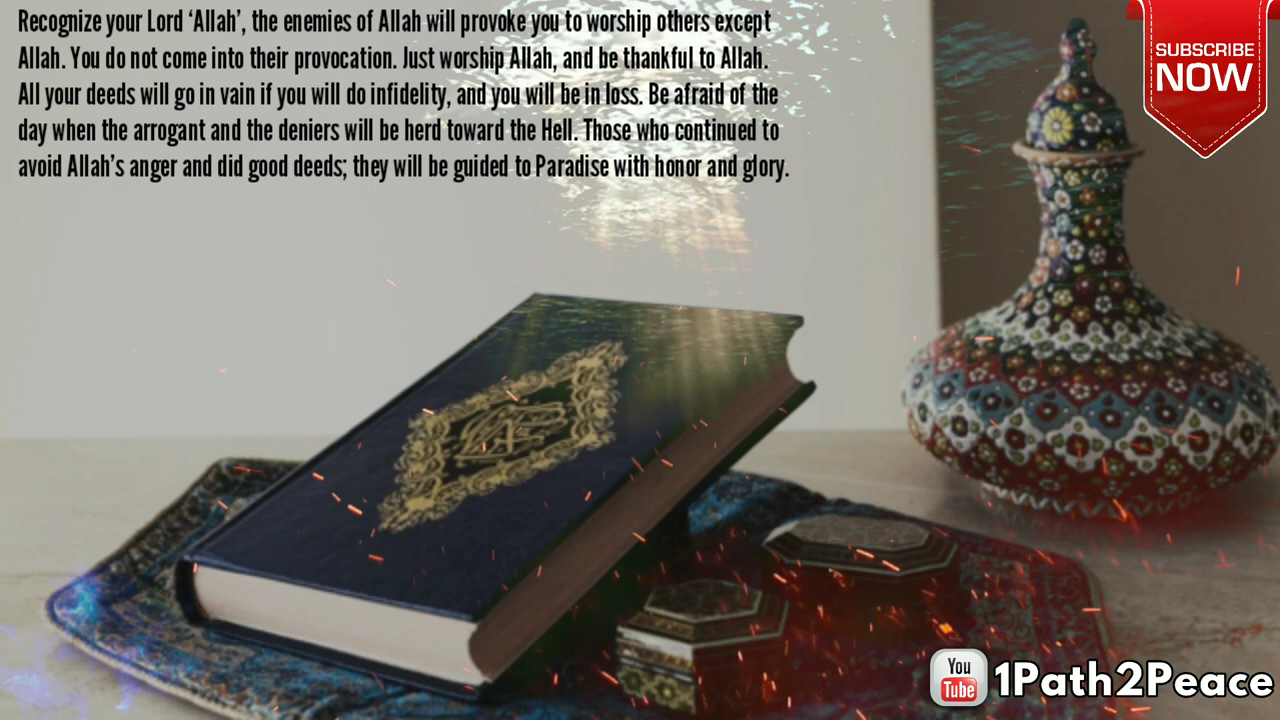 Recognize your Lord ‘Allah’, the enemies of Allah will provoke you to worship others except
Allah. You do not come into their provocation. Just worship Allah, and be thankful to Allah.
All your deeds will go in vain if you will do infidelity, and you will be in loss. Be afraid of the
day when the arrogant and the deniers will be herd toward the Hell. Those who continued to
avoid Allah’s anger and did good deeds; they will be guided to Paradise with honor and glory.
SUBSCRIBE
NOW
You
Tube
1Path2Peace